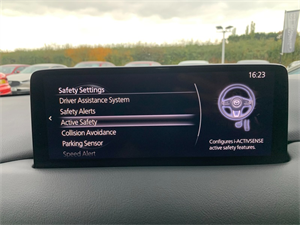 16:23
Safety Settings
Driver Assistance System
Safety Alerts
Active Safety
Collision Avoidance
Parking Sensor
Speed Alert
Configures i-ACTIVSENSE
active safety features.